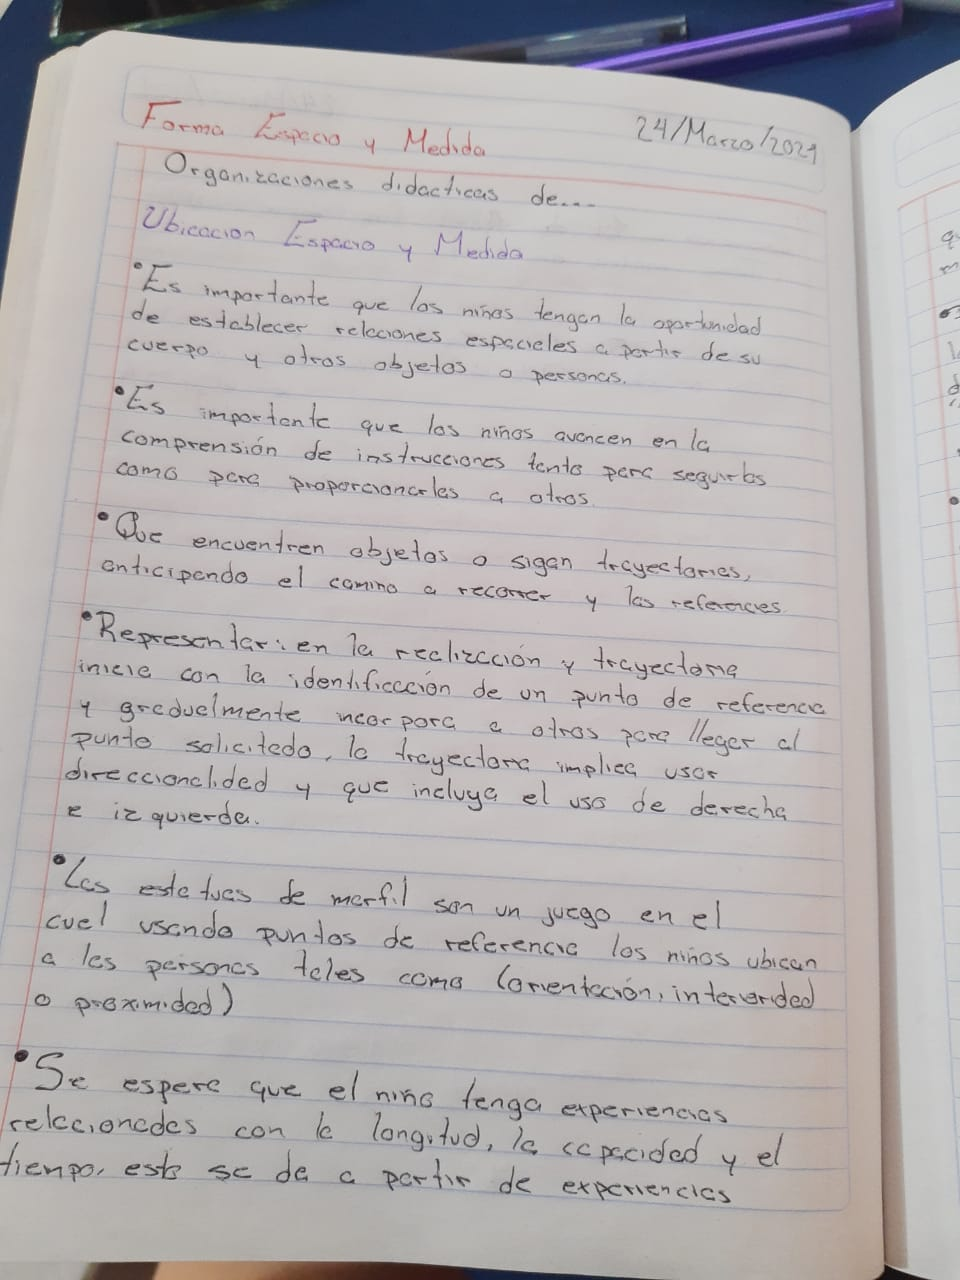 Forma Espacio y Medida
24/Marzo/2021
Organizaciones didacticas de...
Ubicacion Espacio y Medida
•Es importante que los niños tengan la oportunidad
de establecer relaciones espaciales a partir de su
cuerpo y otros objetos o personas.
•Es importante que los niños avancen en la
comprensión de instrucciones tanto para seguirlas
como para proporcionarlas a otros.
•Que encuentren objetos o sigan trayectorias,
anticipando el camino a recorrer y las referencias.
•Representar: en la realización y trayectoria
inicie con la identificación de un punto de referencia
y gradualmente incorpora a otros para llegar al
punto solicitado, la trayectoria implica usar
direccionalidad y que incluya el uso de derecha
e izquierda.
•Las estatuas de marfil son un juego en el
cual usando puntos de referencia los niños ubican
a las personas tales como (orientación,
o proximidad)
•Se espera que el niño tenga experiencias
relacionadas con la longitud, la capacidad y el
tiempo, esto se da a partir de experiencias